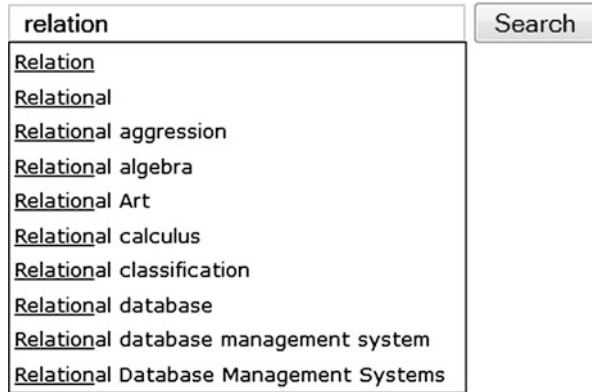 relation Search
Relation
Relational
Relational aggression
Relational algebra
Relational Art
Relational calculus
Relational classification
Relational database
Relational database management system
Relational Database Management Systems